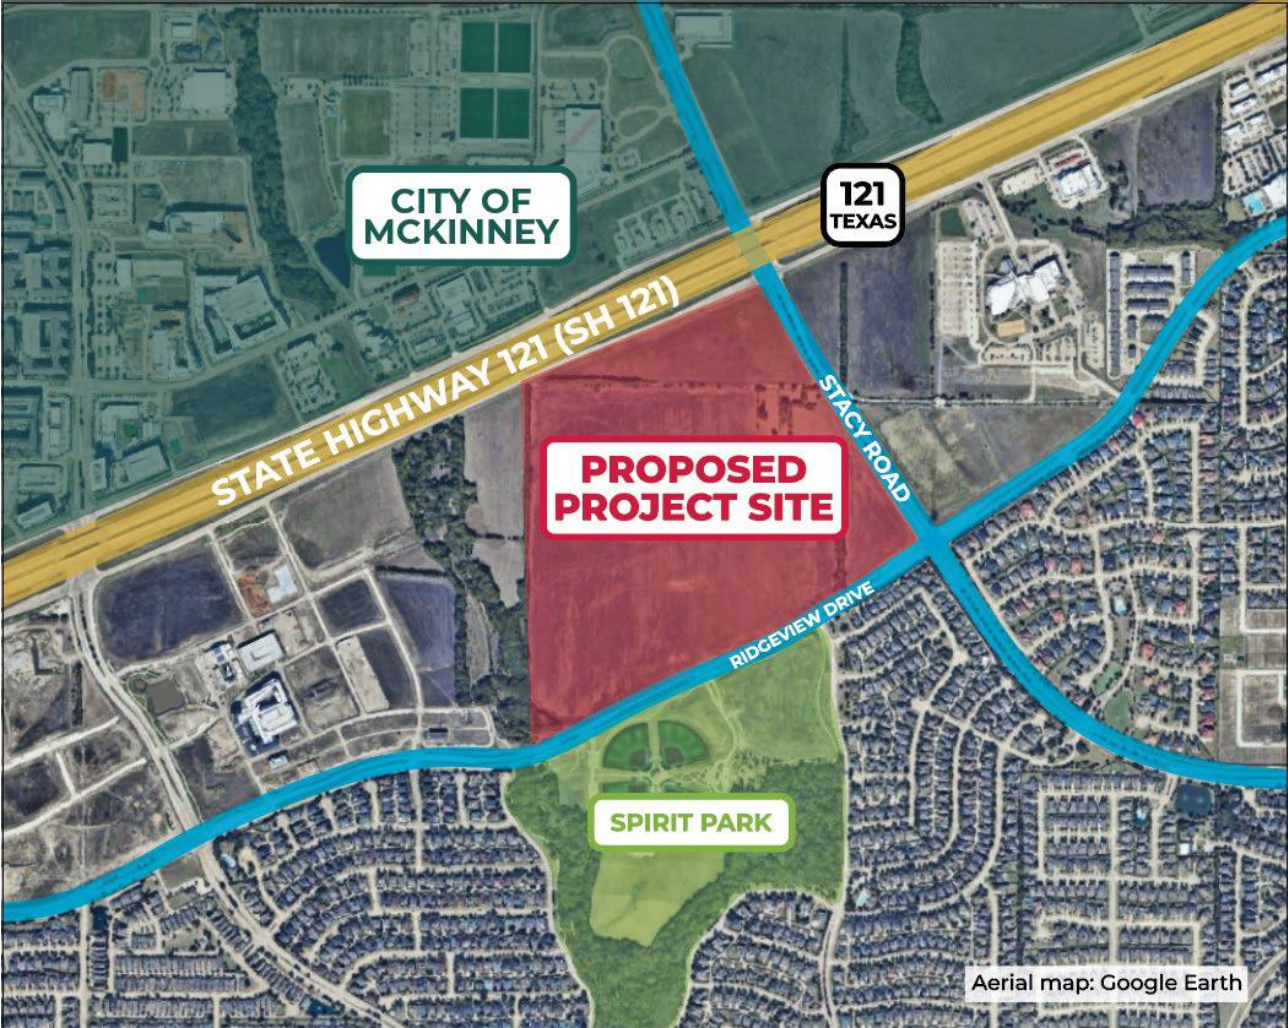 CITY OF
MCKINNEY
121
TEXAS
STATE HIGHWAY 121 (SH 121)
STACY ROAD
PROPOSED
PROJECT SITE
RIDGEVIEW DRIVE
SPIRIT PARK
Aerial map: Google Earth